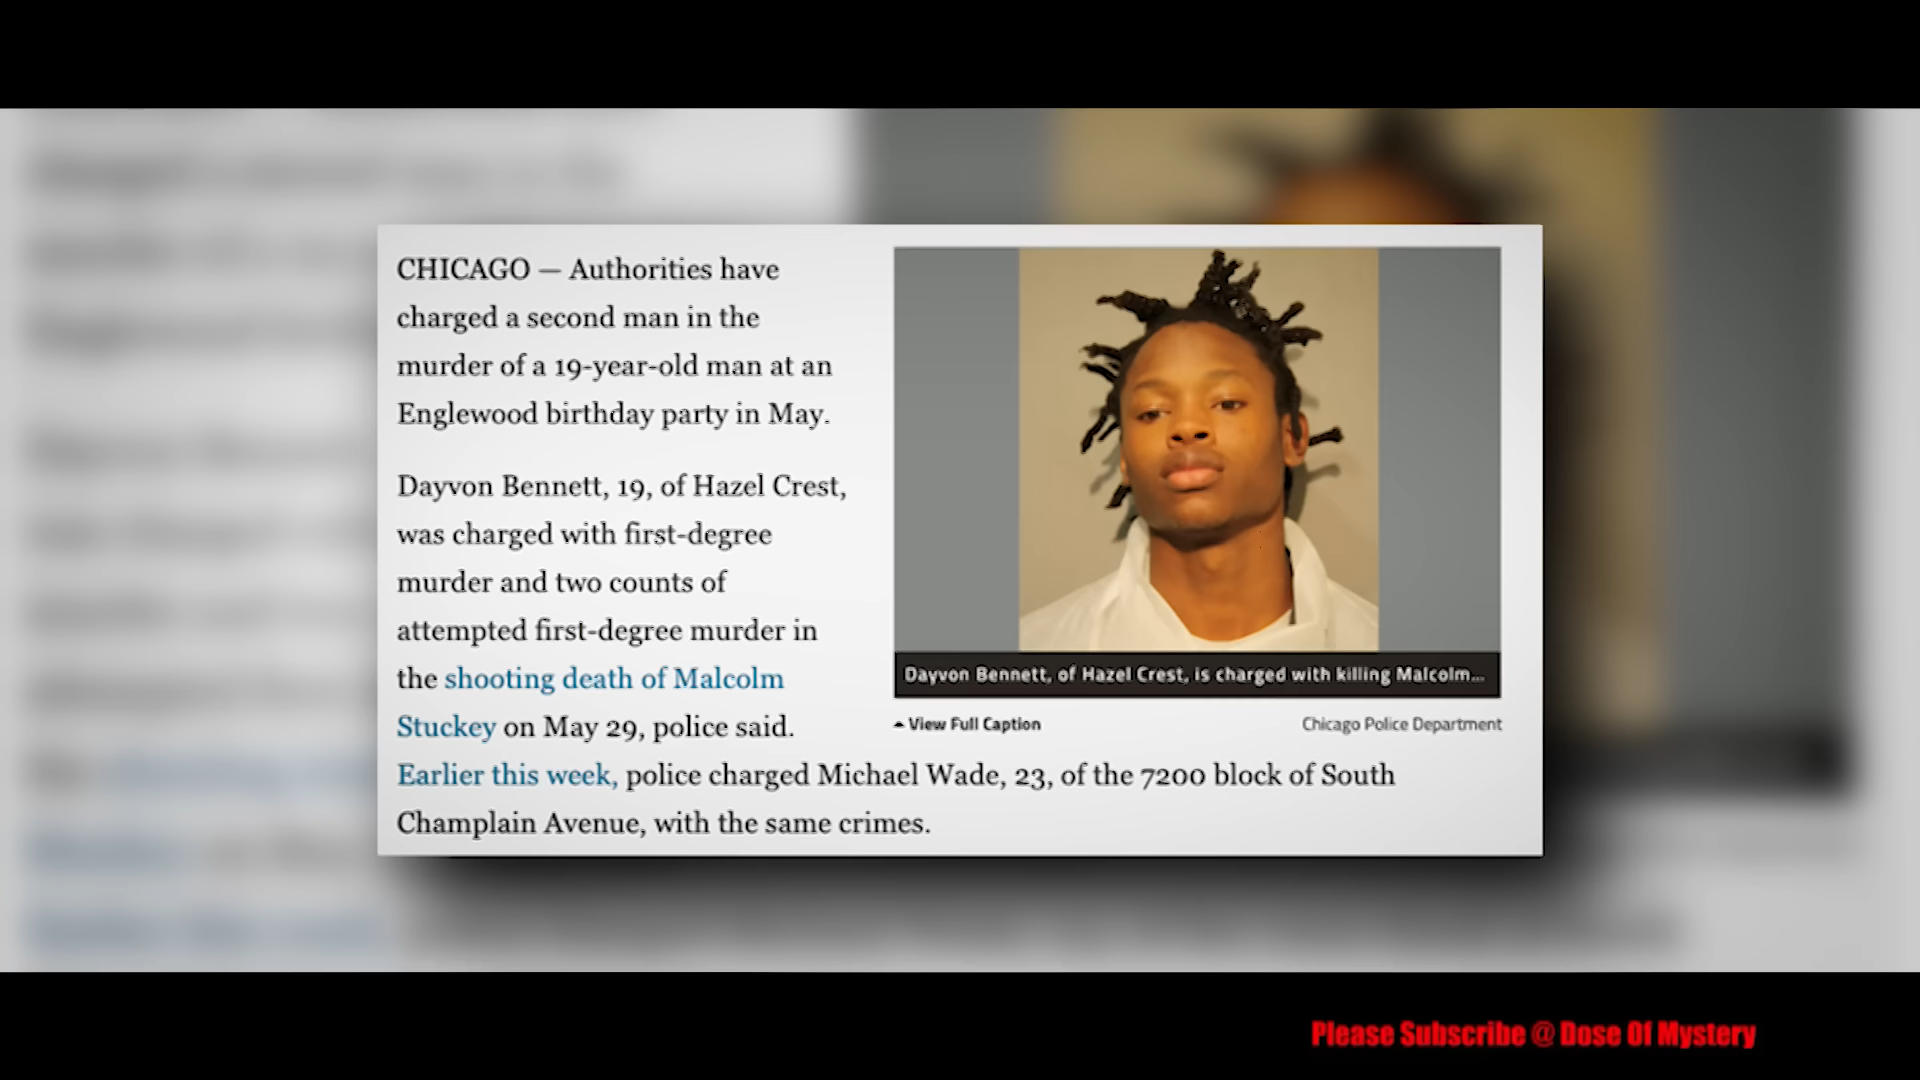 CHICAGO — Authorities have
charged a second man in the
murder of a 19-year-old man at an
Englewood birthday party in May.
Dayvon Bennett, 19, of Hazel Crest,
was charged with first-degree
murder and two counts of
attempted first-degree murder in
the shooting death of Malcolm
Stuckey on May 29, police said.
Earlier this week, police charged Michael Wade, 23, of the 7200 block of South
Champlain Avenue, with the same crimes.
Dayvon Bennett, of Hazel Crest, is charged with killing Malcolm...
View Full Caption
Chicago Police Department
Please Subscribe @ Dose Of Mystery